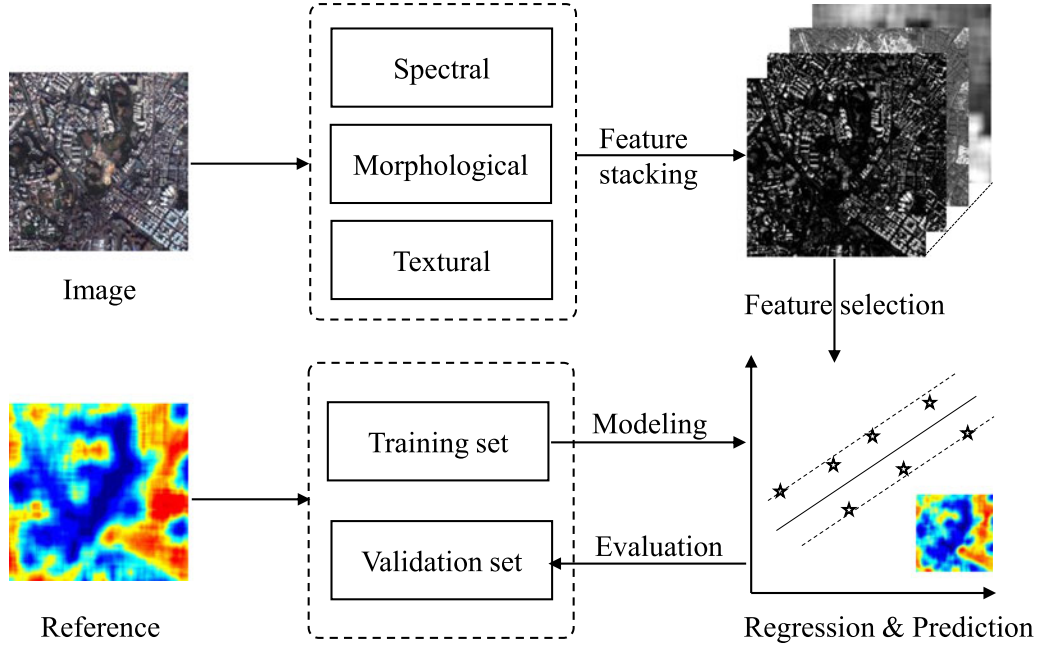 Spectral
Morphological
Textural
Feature
stacking
Image
Feature selection
Training set
Modeling
Validation set
Evaluation
Reference
Regression & Prediction